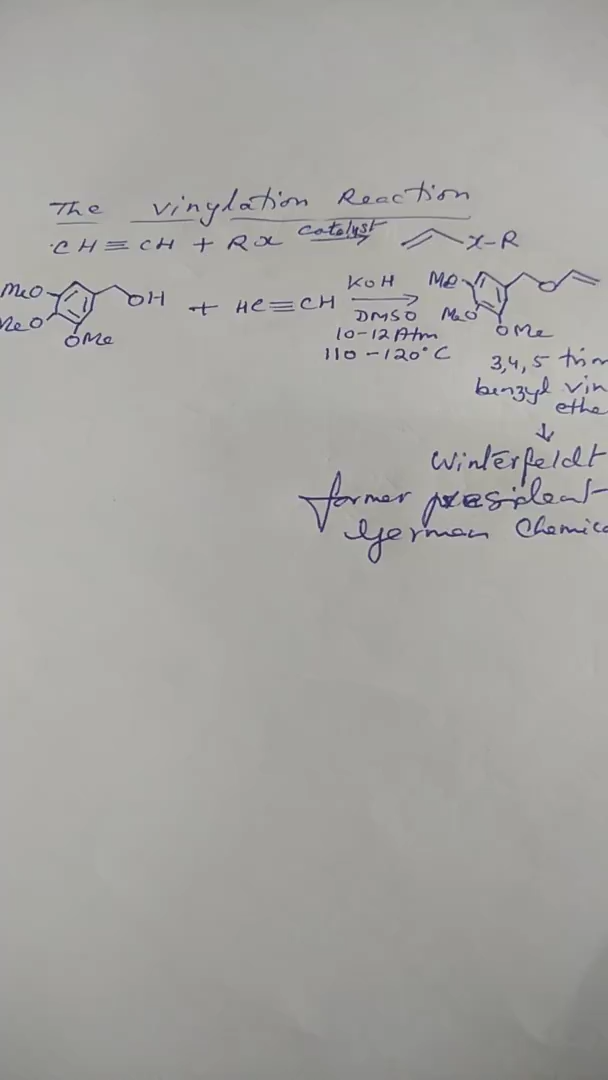 The Vinylation Reaction
CH ≡ CH + RX catalyst X-R
MeO MeO OMe OH + HC ≡ CH KOH DMSO MeO MeO OMe O
10-12 Atm
110-120°C
3,4,5 trim
benzyl vin
ethe
↓
Winterfeldt
former president
German Chemica